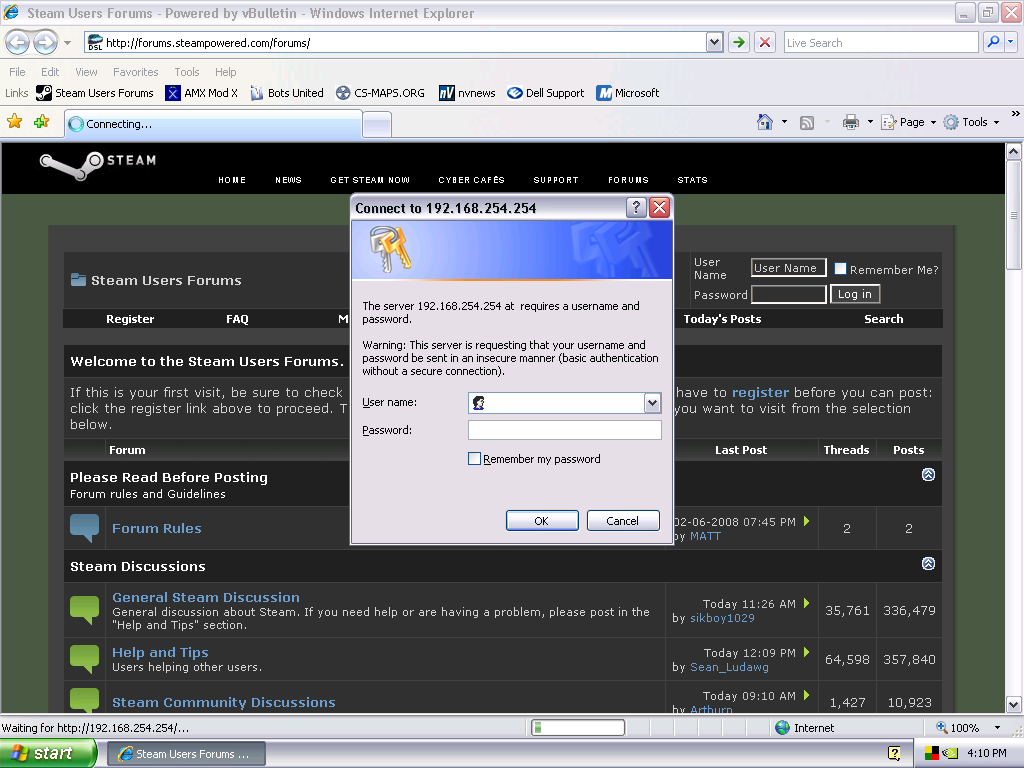 Steam Users Forums - Powered by vBulletin - Windows Internet Explorer
DSL http://forums.steampowered.com/forums/
Live Search
File Edit View Favorites Tools Help
Links Steam Users Forums AMX Mod X Bots United CS-MAPS.ORG nV nvnews Dell Support M Microsoft
Connecting...
Page Tools »
STEAM
HOME NEWS GET STEAM NOW CYBER CAFÉS SUPPORT FORUMS STATS
Connect to 192.168.254.254
The server 192.168.254.254 at requires a username and
password.
Warning: This server is requesting that your username and
password be sent in an insecure manner (basic authentication
without a secure connection).
User name:
Password:
Remember my password
OK Cancel
Steam Users Forums
User
Name User Name Remember Me?
Password Log in
Register FAQ M Today's Posts Search
Welcome to the Steam Users Forums.
If this is your first visit, be sure to check have to register before you can post:
click the register link above to proceed. T you want to visit from the selection
below.
Forum Last Post Threads Posts
Please Read Before Posting
Forum rules and Guidelines
Forum Rules 02-06-2008 07:45 PM 2 2
by MATT
Steam Discussions
General Steam Discussion Today 11:26 AM 35,761 336,479
General discussion about Steam. If you need help or are having a problem, please post in the by sikboy1029
"Help and Tips" section.
Help and Tips Today 12:09 PM 64,598 357,840
Users helping other users. by Sean_Ludawg
Steam Community Discussions Today 09:10 AM 1,427 10,923
by Arthurn
Waiting for http://192.168.254.254/... Internet 100%
start Steam Users Forums ... 4:10 PM